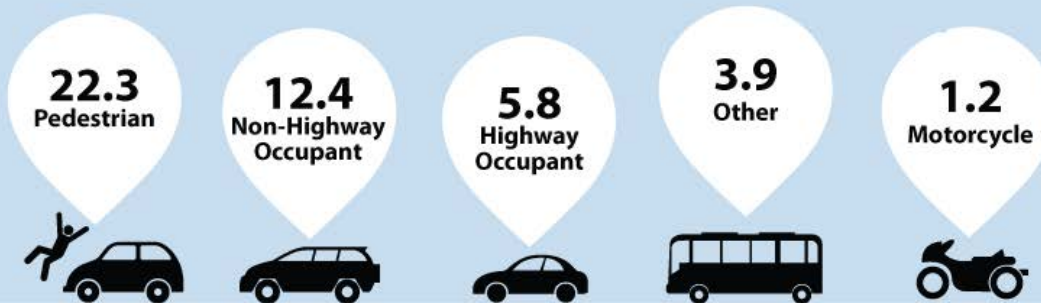 22.3
Pedestrian
12.4
Non-Highway
Occupant
5.8
Highway
Occupant
3.9
Other
1.2
Motorcycle